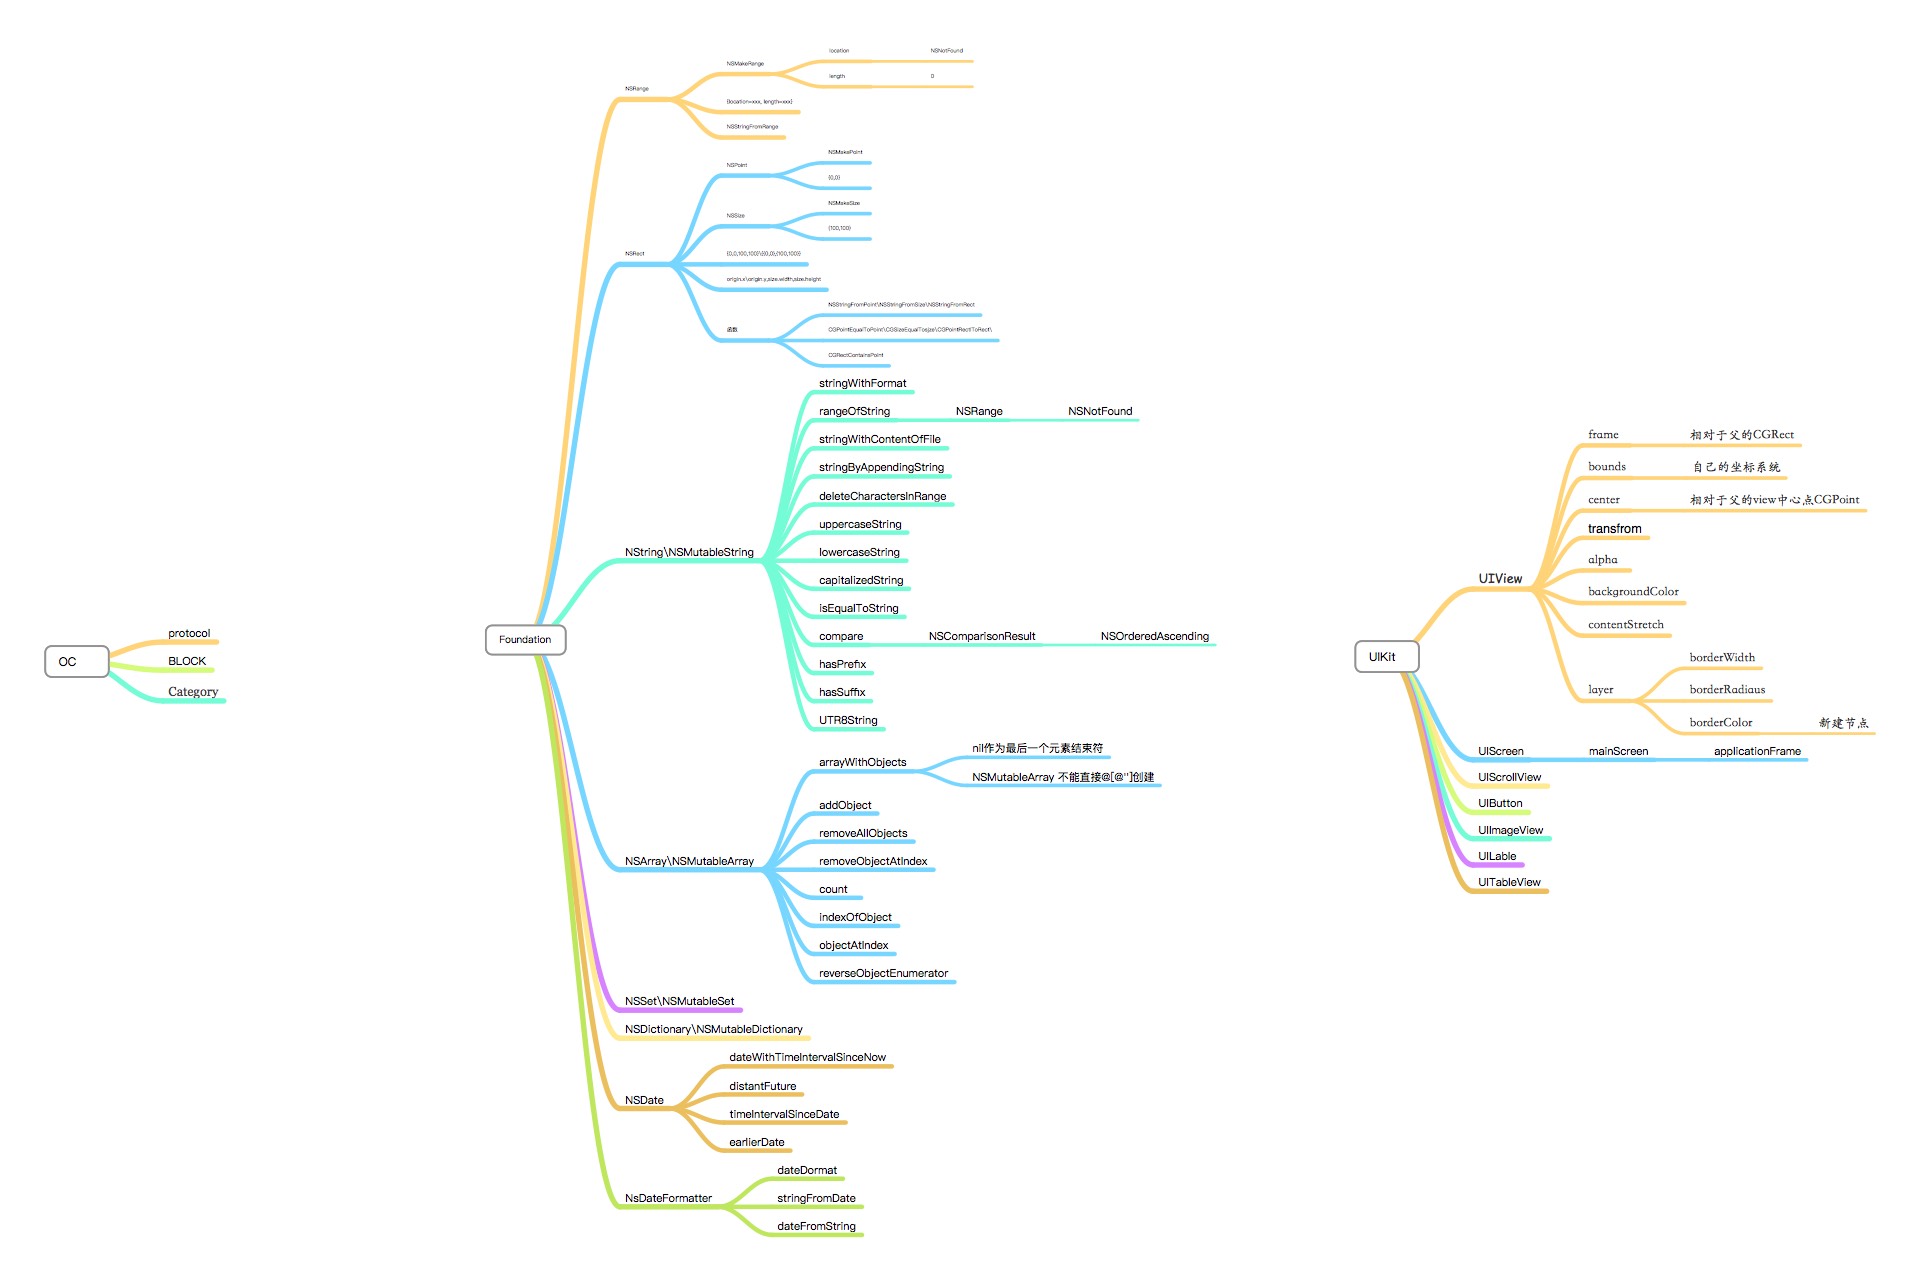 OC
protocol
BLOCK
Category
Foundation
NSRange
NSMakeRange
location NSNotFound
length 0
{location=xxx, length=xxx}
NSStringFromRange
NSRect
NSPoint
NSMakePoint
{0,0}
NSSize
NSMakeSize
{100,100}
{0,0,100,100}\{{0,0},{100,100}}
origin.x\origin.y,size.width,size.height
函数
NSStringFromPoint\NSStringFromSize\NSStringFromRect
CGPointEqualToPoint\CGSizeEqualTosjze\CGPointRectlToRect\
CGRectContainsPoint
NString\NSMutableString
stringWithFormat
rangeOfString NSRange NSNotFound
stringWithContentOfFile
stringByAppendingString
deleteCharactersInRange
uppercaseString
lowercaseString
capitalizedString
isEqualToString
compare NSComparisonResult NSOrderedAscending
hasPrefix
hasSuffix
UTR8String
NSArray\NSMutableArray
arrayWithObjects
nil作为最后一个元素结束符
NSMutableArray 不能直接@[@"]创建
addObject
removeAllObjects
removeObjectAtIndex
count
indexOfObject
objectAtIndex
reverseObjectEnumerator
NSSet\NSMutableSet
NSDictionary\NSMutableDictionary
NSDate
dateWithTimeIntervalSinceNow
distantFuture
timeIntervalSinceDate
earlierDate
NsDateFormatter
dateDormat
stringFromDate
dateFromString
UIKit
UIView
frame 相对于父的CGRect
bounds 自己的坐标系统
center 相对于父的view中心点CGPoint
transfrom
alpha
backgroundColor
contentStretch
layer
borderWidth
borderRadiaus
borderColor 新建节点
UIScreen mainScreen applicationFrame
UIScrollView
UIButton
UIImageView
UILable
UITableView